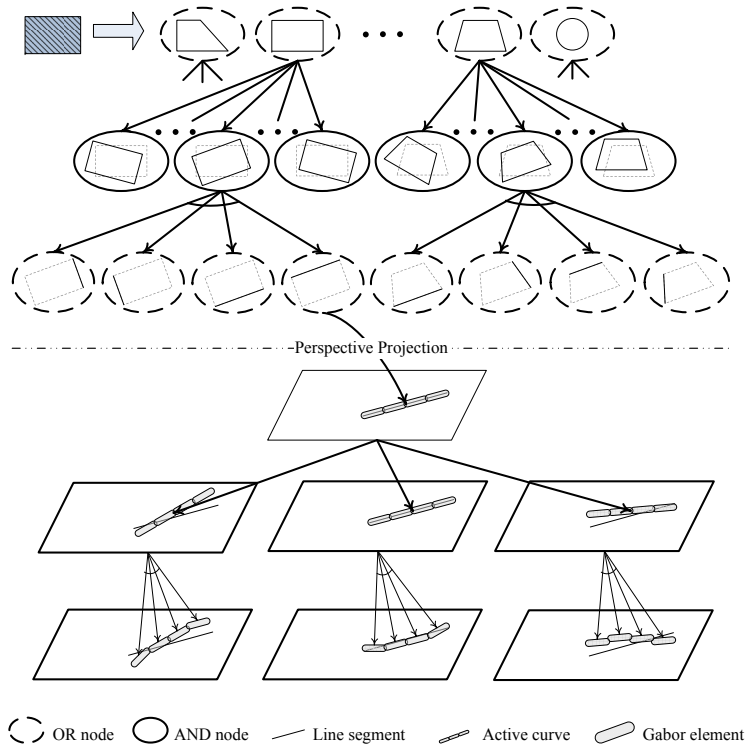 Perspective Projection
OR node AND node Line segment Active curve Gabor element